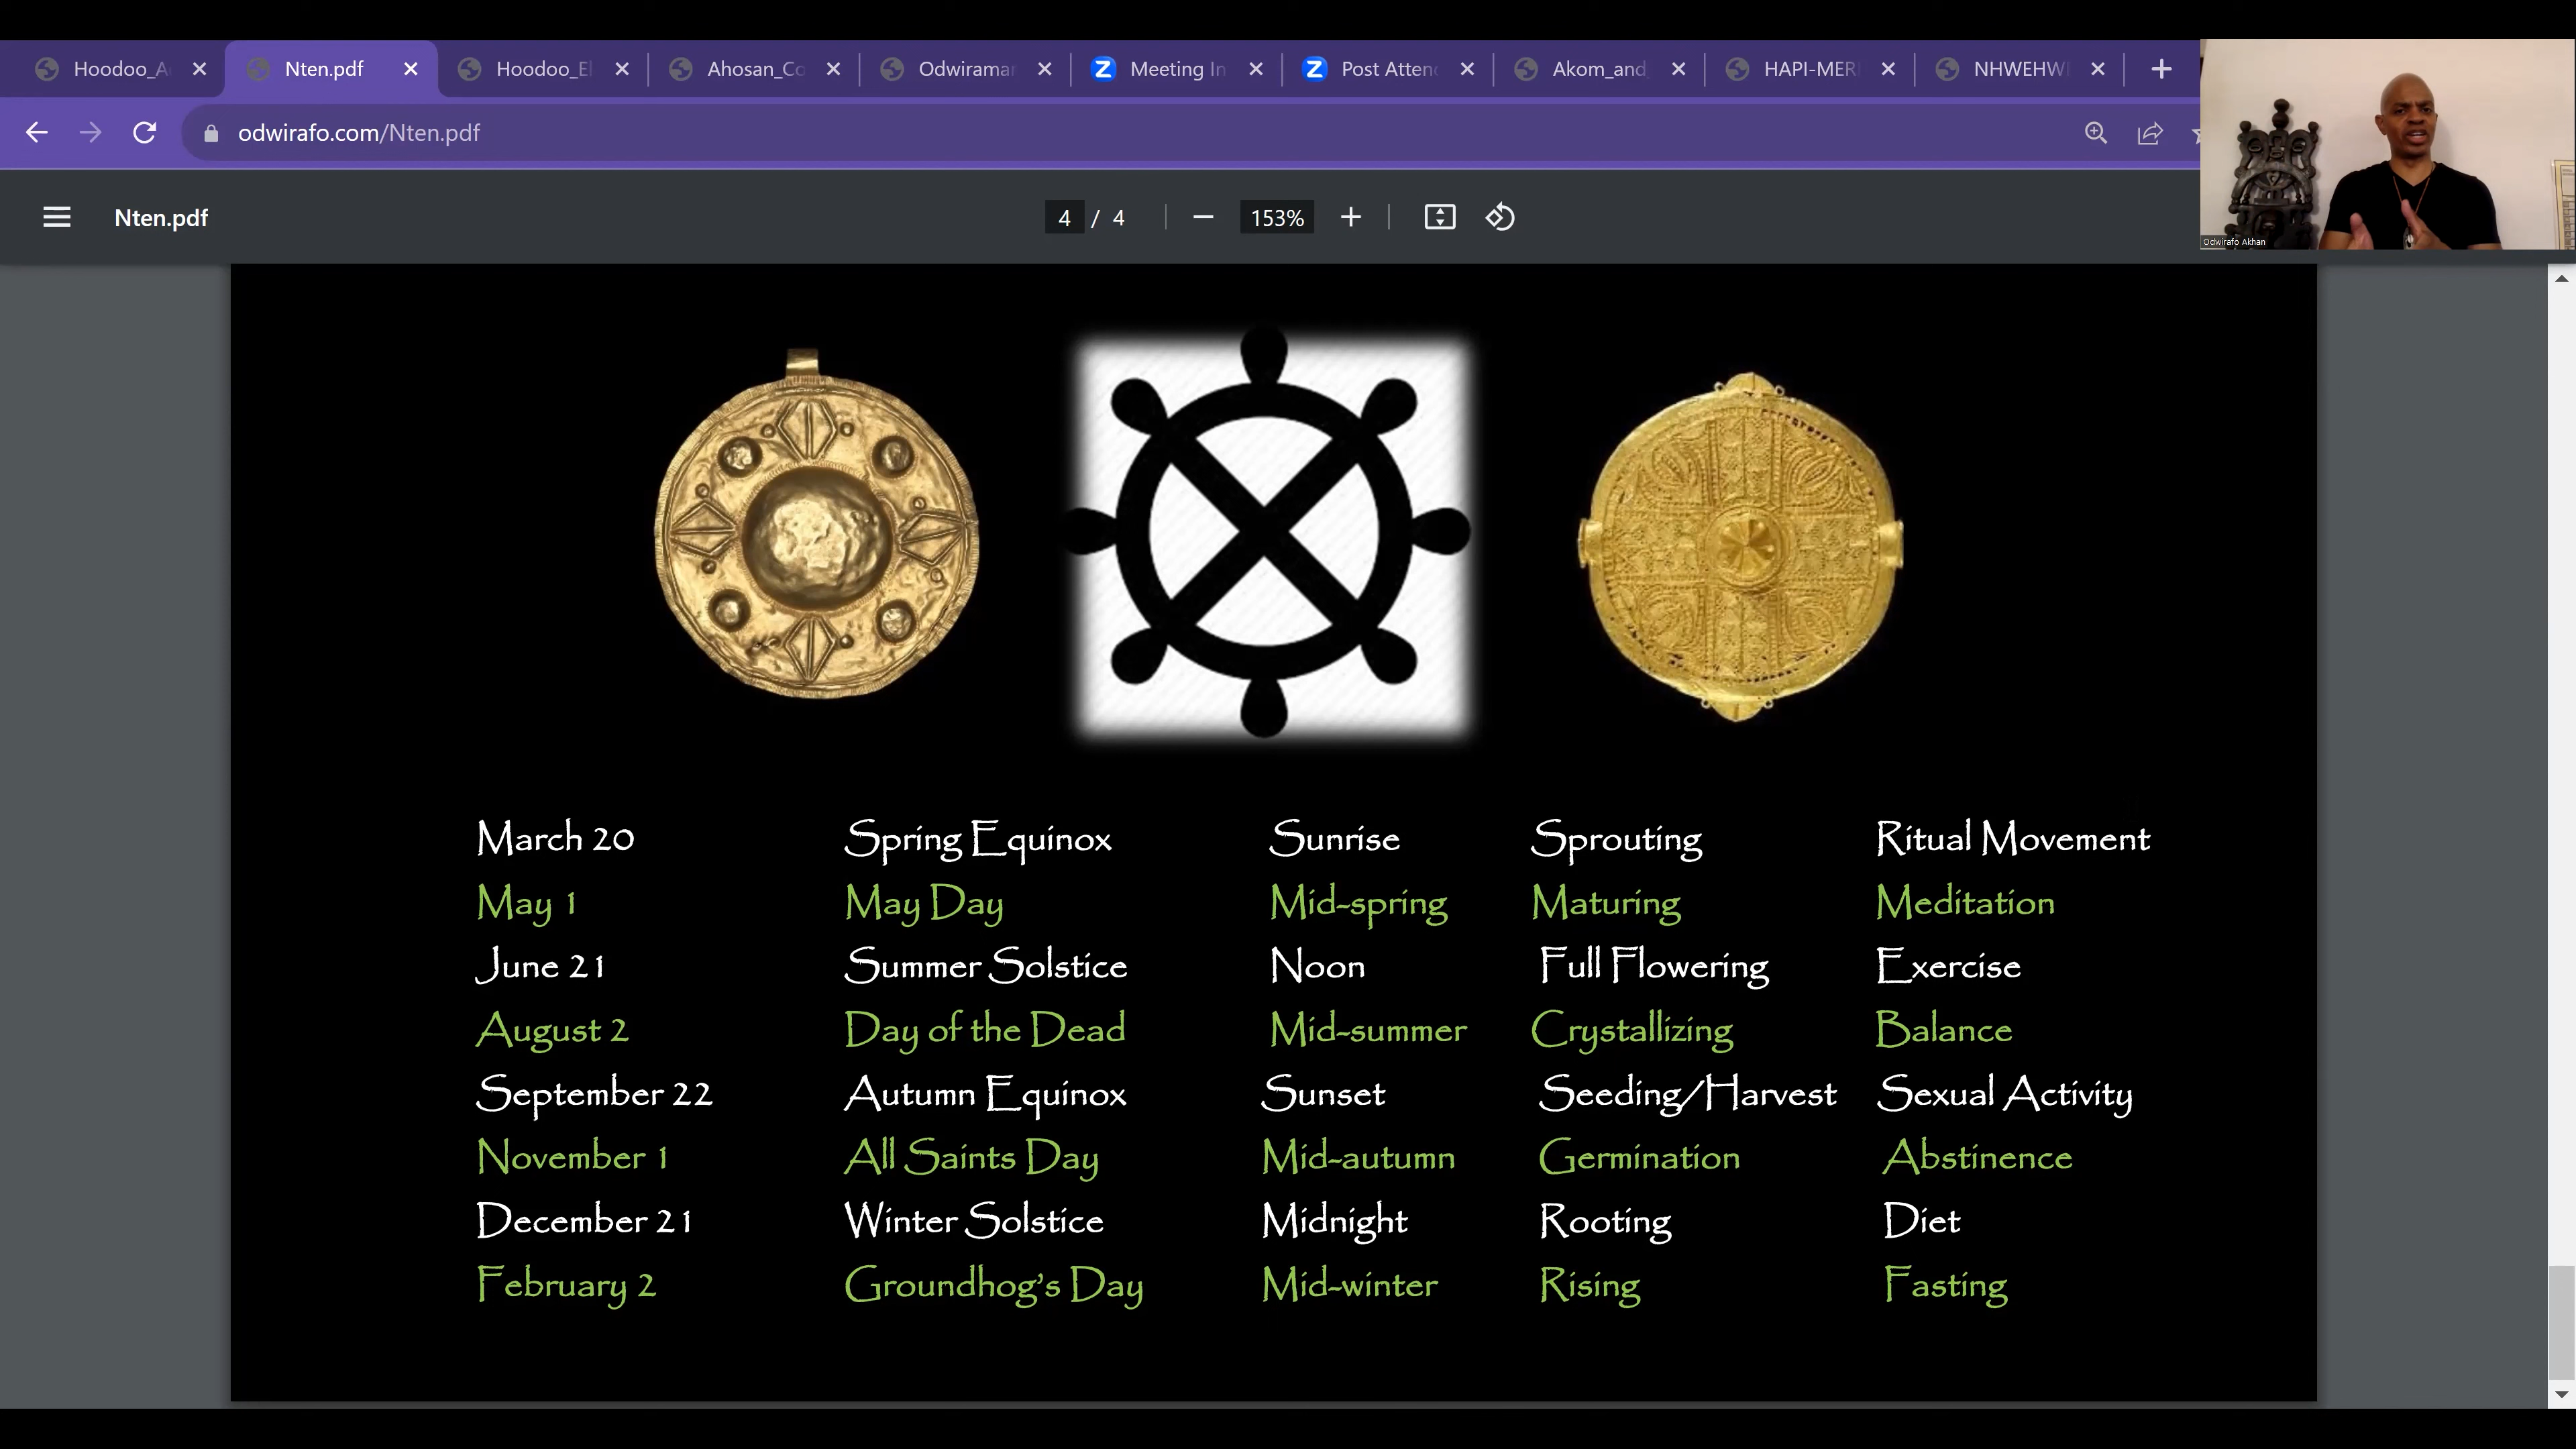 Hoodoo_A
Nten.pdf
Hoodoo_El
Ahosan_Co
Odwiraman
Meeting In
Post Atten
Akom_and
HAPI-MER
NHWEHW
odwirafo.com/Nten.pdf
Nten.pdf
4 / 4
153%
Odwirafo Akhan
March 20 Spring Equinox Sunrise Sprouting Ritual Movement
May 1 May Day Mid-spring Maturing Meditation
June 21 Summer Solstice Noon Full Flowering Exercise
August 2 Day of the Dead Mid-summer Crystallizing Balance
September 22 Autumn Equinox Sunset Seeding/Harvest Sexual Activity
November 1 All Saints Day Mid-autumn Germination Abstinence
December 21 Winter Solstice Midnight Rooting Diet
February 2 Groundhog's Day Mid-winter Rising Fasting